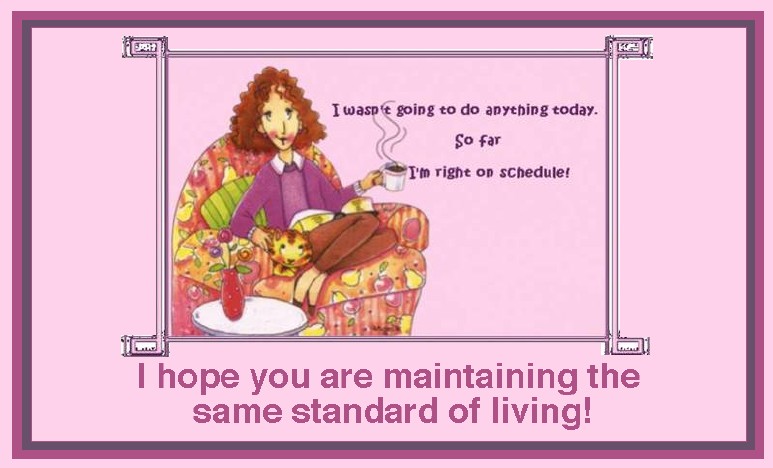 I wasn't going to do anything today.
So far
I'm right on schedule!
I hope you are maintaining the
same standard of living!